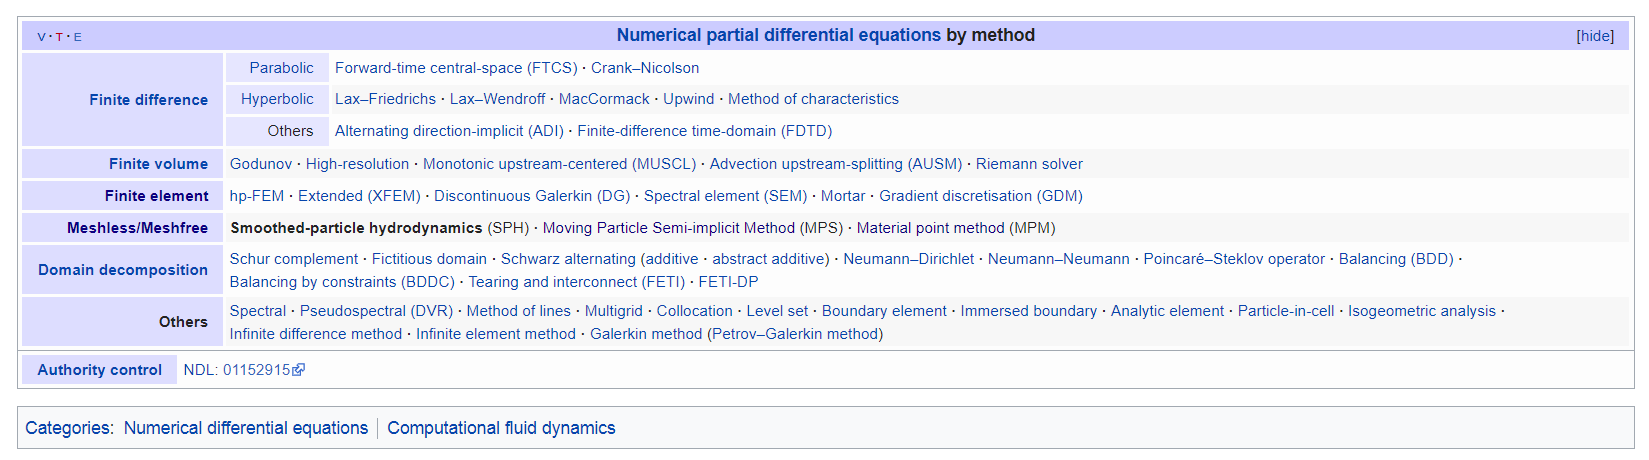 V · T · E Numerical partial differential equations by method [hide]
Finite difference
Parabolic Forward-time central-space (FTCS) · Crank–Nicolson
Hyperbolic Lax–Friedrichs · Lax–Wendroff · MacCormack · Upwind · Method of characteristics
Others Alternating direction-implicit (ADI) · Finite-difference time-domain (FDTD)
Finite volume Godunov · High-resolution · Monotonic upstream-centered (MUSCL) · Advection upstream-splitting (AUSM) · Riemann solver
Finite element hp-FEM · Extended (XFEM) · Discontinuous Galerkin (DG) · Spectral element (SEM) · Mortar · Gradient discretisation (GDM)
Meshless/Meshfree Smoothed-particle hydrodynamics (SPH) · Moving Particle Semi-implicit Method (MPS) · Material point method (MPM)
Domain decomposition Schur complement · Fictitious domain · Schwarz alternating (additive · abstract additive) · Neumann–Dirichlet · Neumann–Neumann · Poincaré–Steklov operator · Balancing (BDD) ·
Balancing by constraints (BDDC) · Tearing and interconnect (FETI) · FETI-DP
Others Spectral · Pseudospectral (DVR) · Method of lines · Multigrid · Collocation · Level set · Boundary element · Immersed boundary · Analytic element · Particle-in-cell · Isogeometric analysis ·
Infinite difference method · Infinite element method · Galerkin method (Petrov–Galerkin method)
Authority control NDL: 01152915
Categories: Numerical differential equations | Computational fluid dynamics